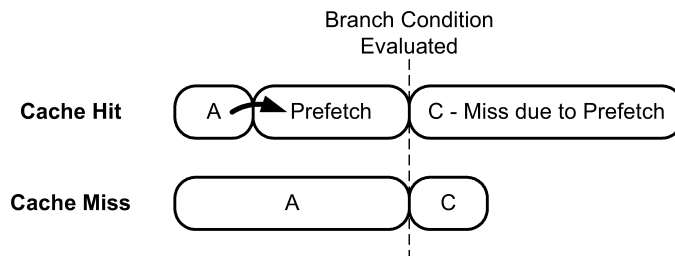 Branch Condition
Evaluated
Cache Hit
A
Prefetch
C - Miss due to Prefetch
Cache Miss
A
C